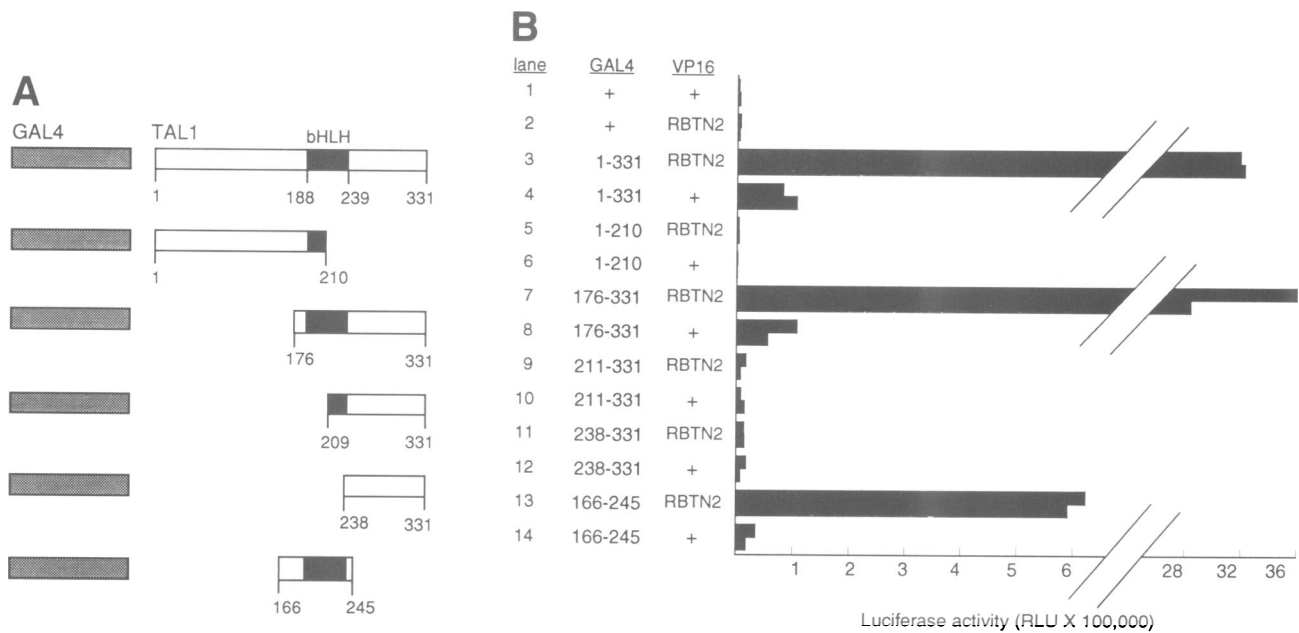 A
GAL4 TAL1 bHLH
1 188 239 331
1 210
176 331
209 331
238 331
166 245
B
lane GAL4 VP16
1 + +
2 + RBTN2
3 1-331 RBTN2
4 1-331 +
5 1-210 RBTN2
6 1-210 +
7 176-331 RBTN2
8 176-331 +
9 211-331 RBTN2
10 211-331 +
11 238-331 RBTN2
12 238-331 +
13 166-245 RBTN2
14 166-245 +
1 2 3 4 5 6 28 32 36
Luciferase activity (RLU X 100,000)